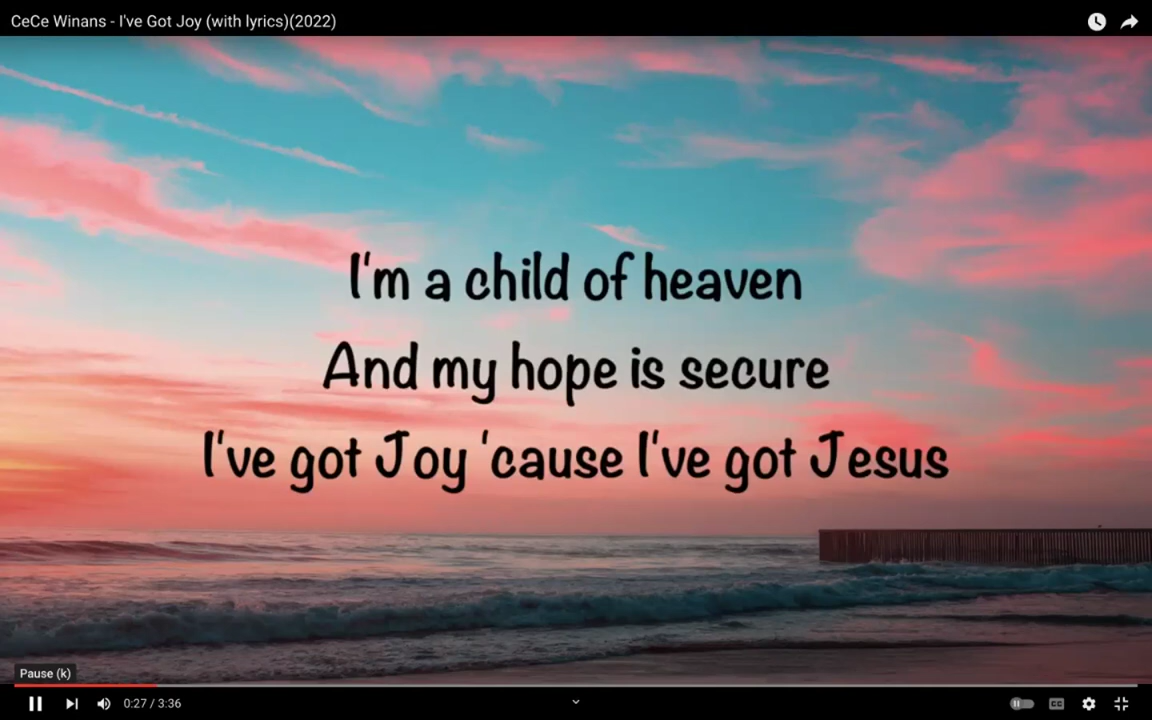 CeCe Winans - I've Got Joy (with lyrics)(2022)
I'm a child of heaven
And my hope is secure
I've got Joy 'cause I've got Jesus
Pause (k)
0:27 / 3:36
CC